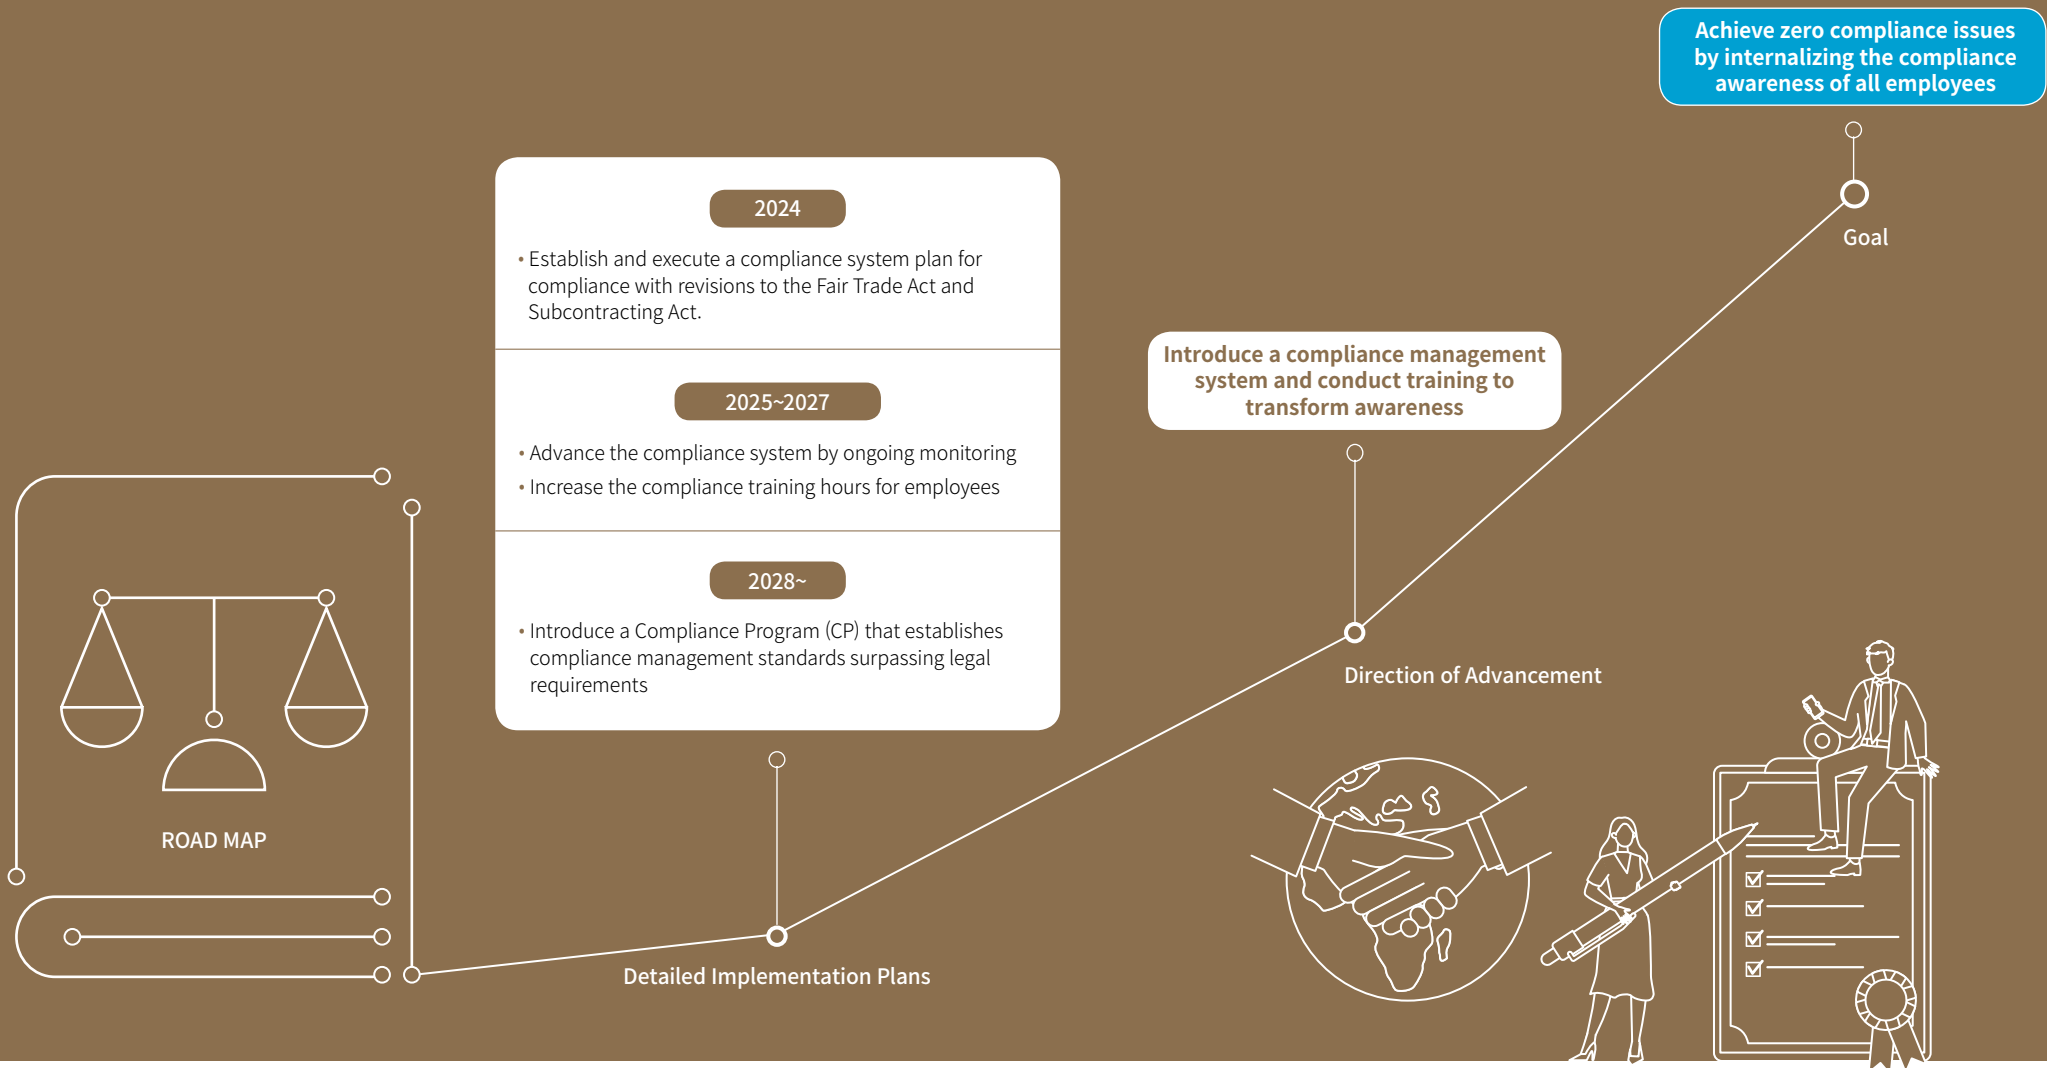 Achieve zero compliance issues
by internalizing the compliance
awareness of all employees
Goal
2024
• Establish and execute a compliance system plan for
compliance with revisions to the Fair Trade Act and
Subcontracting Act.
2025~2027
• Advance the compliance system by ongoing monitoring
• Increase the compliance training hours for employees
2028~
• Introduce a Compliance Program (CP) that establishes
compliance management standards surpassing legal
requirements
Introduce a compliance management
system and conduct training to
transform awareness
Direction of Advancement
ROAD MAP
Detailed Implementation Plans